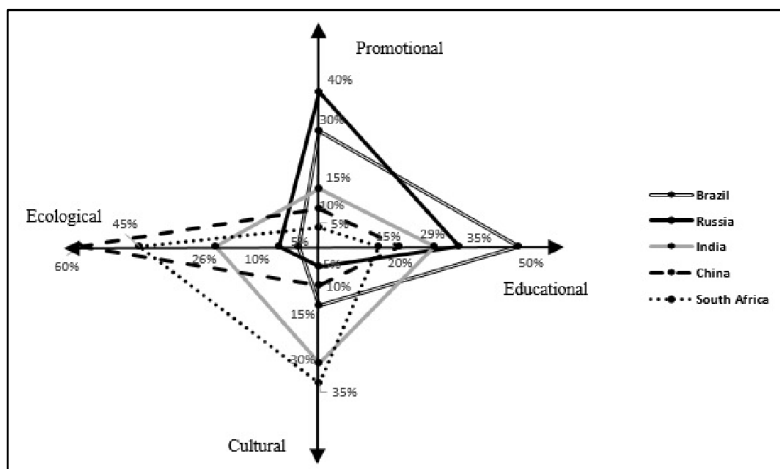 Promotional
40%
30%
15%
10%
5%
Ecological
45%
60%
26%
10%
5%
15%
20%
29%
35%
50%
Educational
5%
10%
15%
30%
35%
Cultural
Brazil
Russia
India
China
South Africa